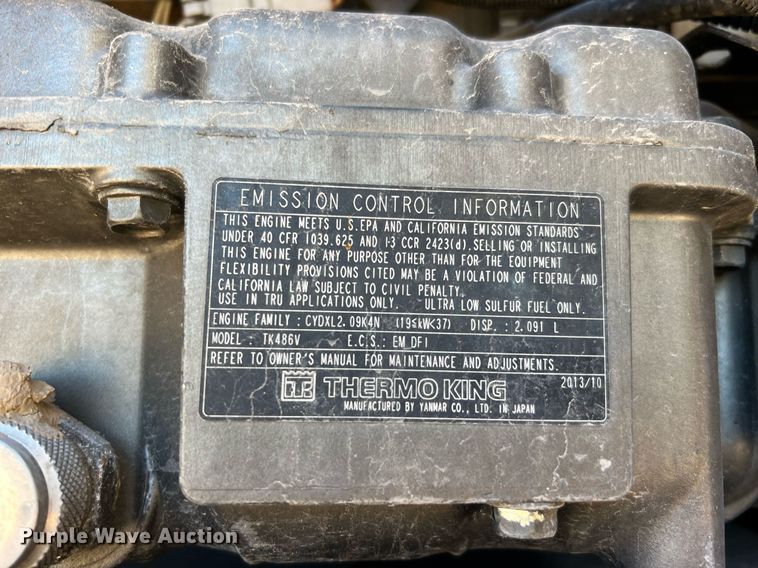 EMISSION CONTROL INFORMATION
THIS ENGINE MEETS U.S.EPA AND CALIFORNIA EMISSION STANDARDS
UNDER 40 CFR 1039.625 AND 13 CCR 2423(d).SELLING OR INSTALLING
THIS ENGINE FOR ANY PURPOSE OTHER THAN FOR THE EQUIPMENT
FLEXIBILITY PROVISIONS CITED MAY BE A VIOLATION OF FEDERAL AND
CALIFORNIA LAW SUBJECT TO CIVIL PENALTY.
USE IN TRU APPLICATIONS ONLY. ULTRA LOW SULFUR FUEL ONLY.
ENGINE FAMILY : CYDXL2.09K4N (19≤kW<37) DISP.: 2.091 L
MODEL : TK486V E.C.S.: EM DFI
REFER TO OWNER'S MANUAL FOR MAINTENANCE AND ADJUSTMENTS.
TK THERMO KING 2013/10
MANUFACTURED BY YANMAR CO., LTD. IN JAPAN
Purple Wave Auction